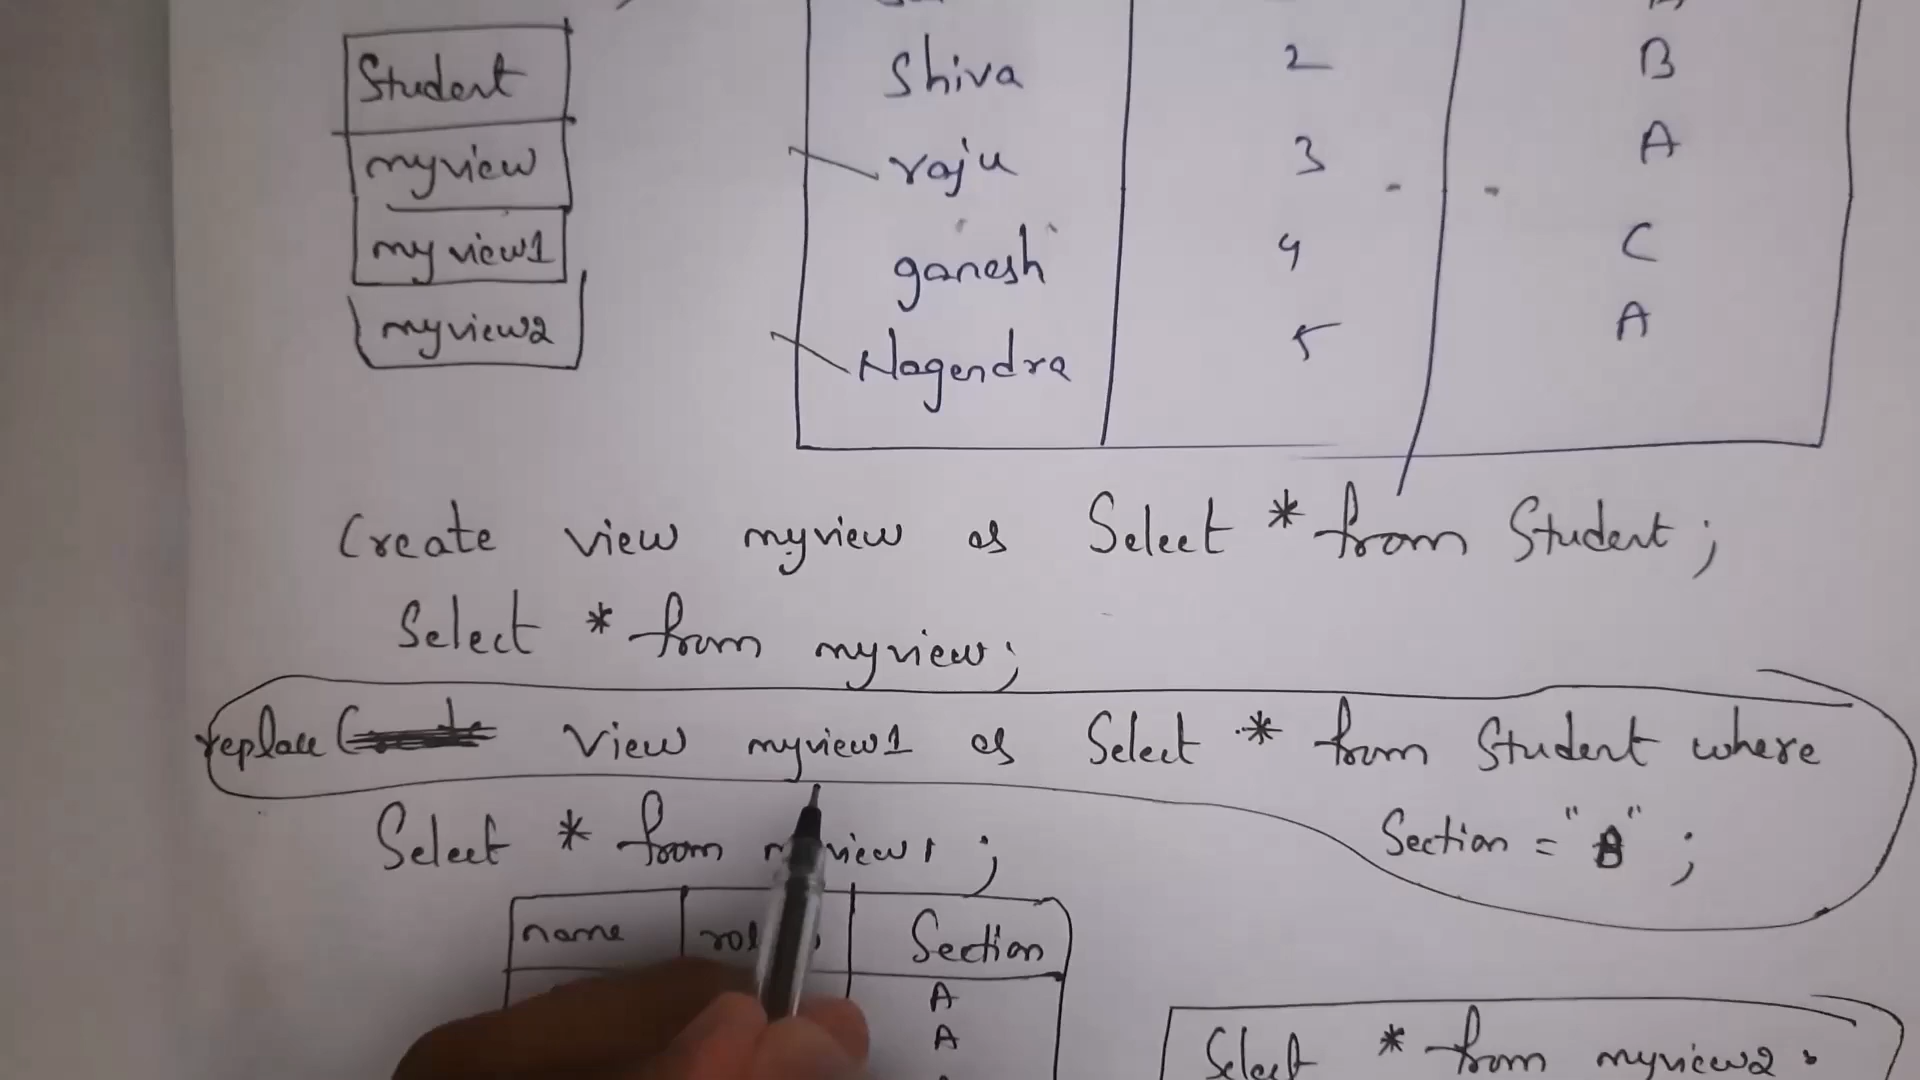 Student
myview
myview1
myview2
Shiva 2 B
raju 3 A
ganesh 4 C
Nagendra 5 A
Create view myview as Select * from Student;
Select * from myview;
replace view myview1 as Select * from Student where
Section = "B" ;
Select * from myview1 ;
name Section
A
A
Select * from myview2;